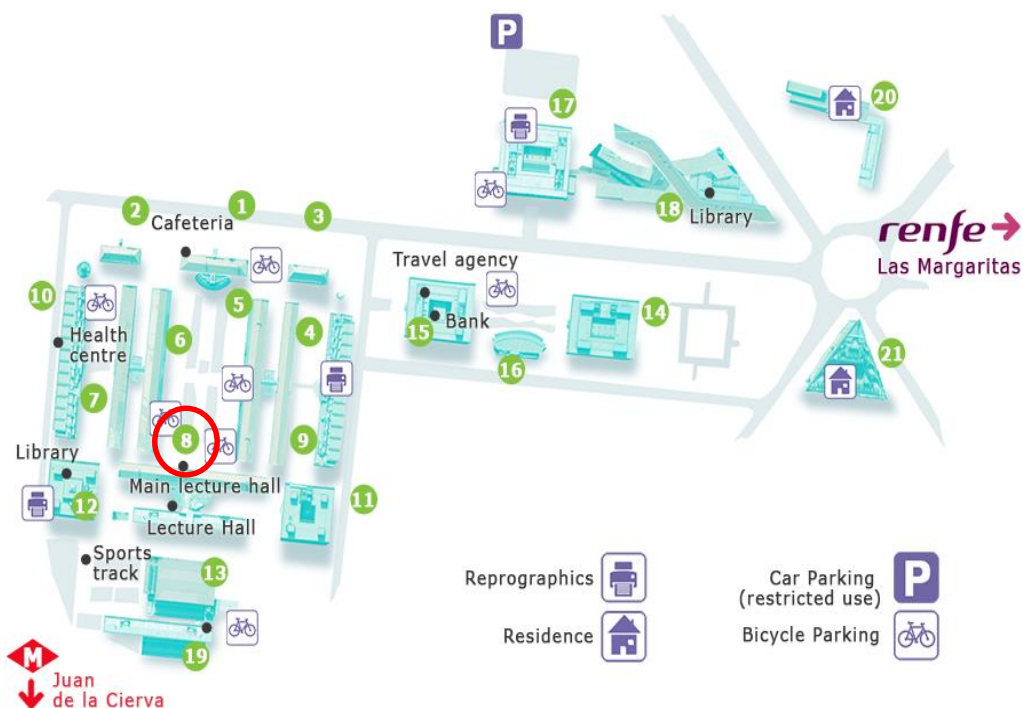 P
17
20
2
1
3
Cafeteria
18
Library
renfe
Las Margaritas
Travel agency
10
5
6
4
15
Bank
14
Health
centre
16
21
7
8
9
Library
Main lecture hall
12
11
Lecture Hall
Sports
track
13
19
Reprographics
Car Parking
(restricted use)
P
Residence
Bicycle Parking
M
Juan
de la Cierva